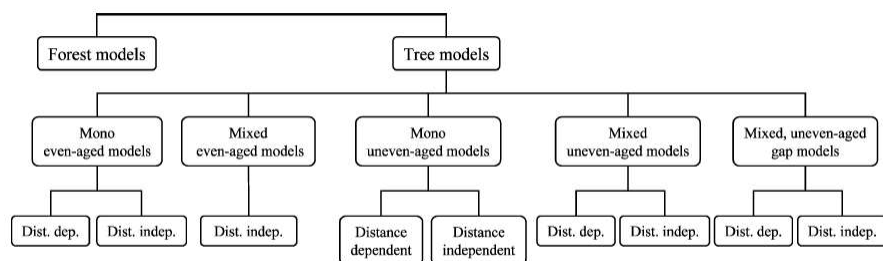 Forest models
Tree models
Mono
even-aged models
Mixed
even-aged models
Mono
uneven-aged models
Mixed
uneven-aged models
Mixed, uneven-aged
gap models
Dist. dep.
Dist. indep.
Dist. indep.
Distance
dependent
Distance
independent
Dist. dep.
Dist. indep.
Dist. dep.
Dist. indep.